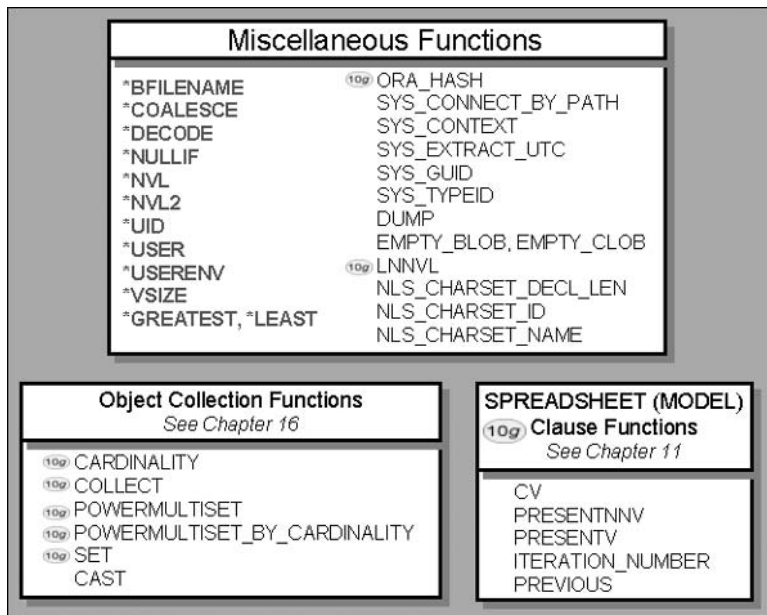 Miscellaneous Functions
*BFILENAME
*COALESCE
*DECODE
*NULLIF
*NVL
*NVL2
*UID
*USER
*USERENV
*VSIZE
*GREATEST, *LEAST
10g ORA_HASH
SYS_CONNECT_BY_PATH
SYS_CONTEXT
SYS_EXTRACT_UTC
SYS_GUID
SYS_TYPEID
DUMP
EMPTY_BLOB, EMPTY_CLOB
10g LNNVL
NLS_CHARSET_DECL_LEN
NLS_CHARSET_ID
NLS_CHARSET_NAME
Object Collection Functions
See Chapter 16
10g CARDINALITY
10g COLLECT
10g POWERMULTISET
10g POWERMULTISET_BY_CARDINALITY
10g SET
CAST
SPREADSHEET (MODEL)
10g Clause Functions
See Chapter 11
CV
PRESENTNNV
PRESENTV
ITERATION_NUMBER
PREVIOUS